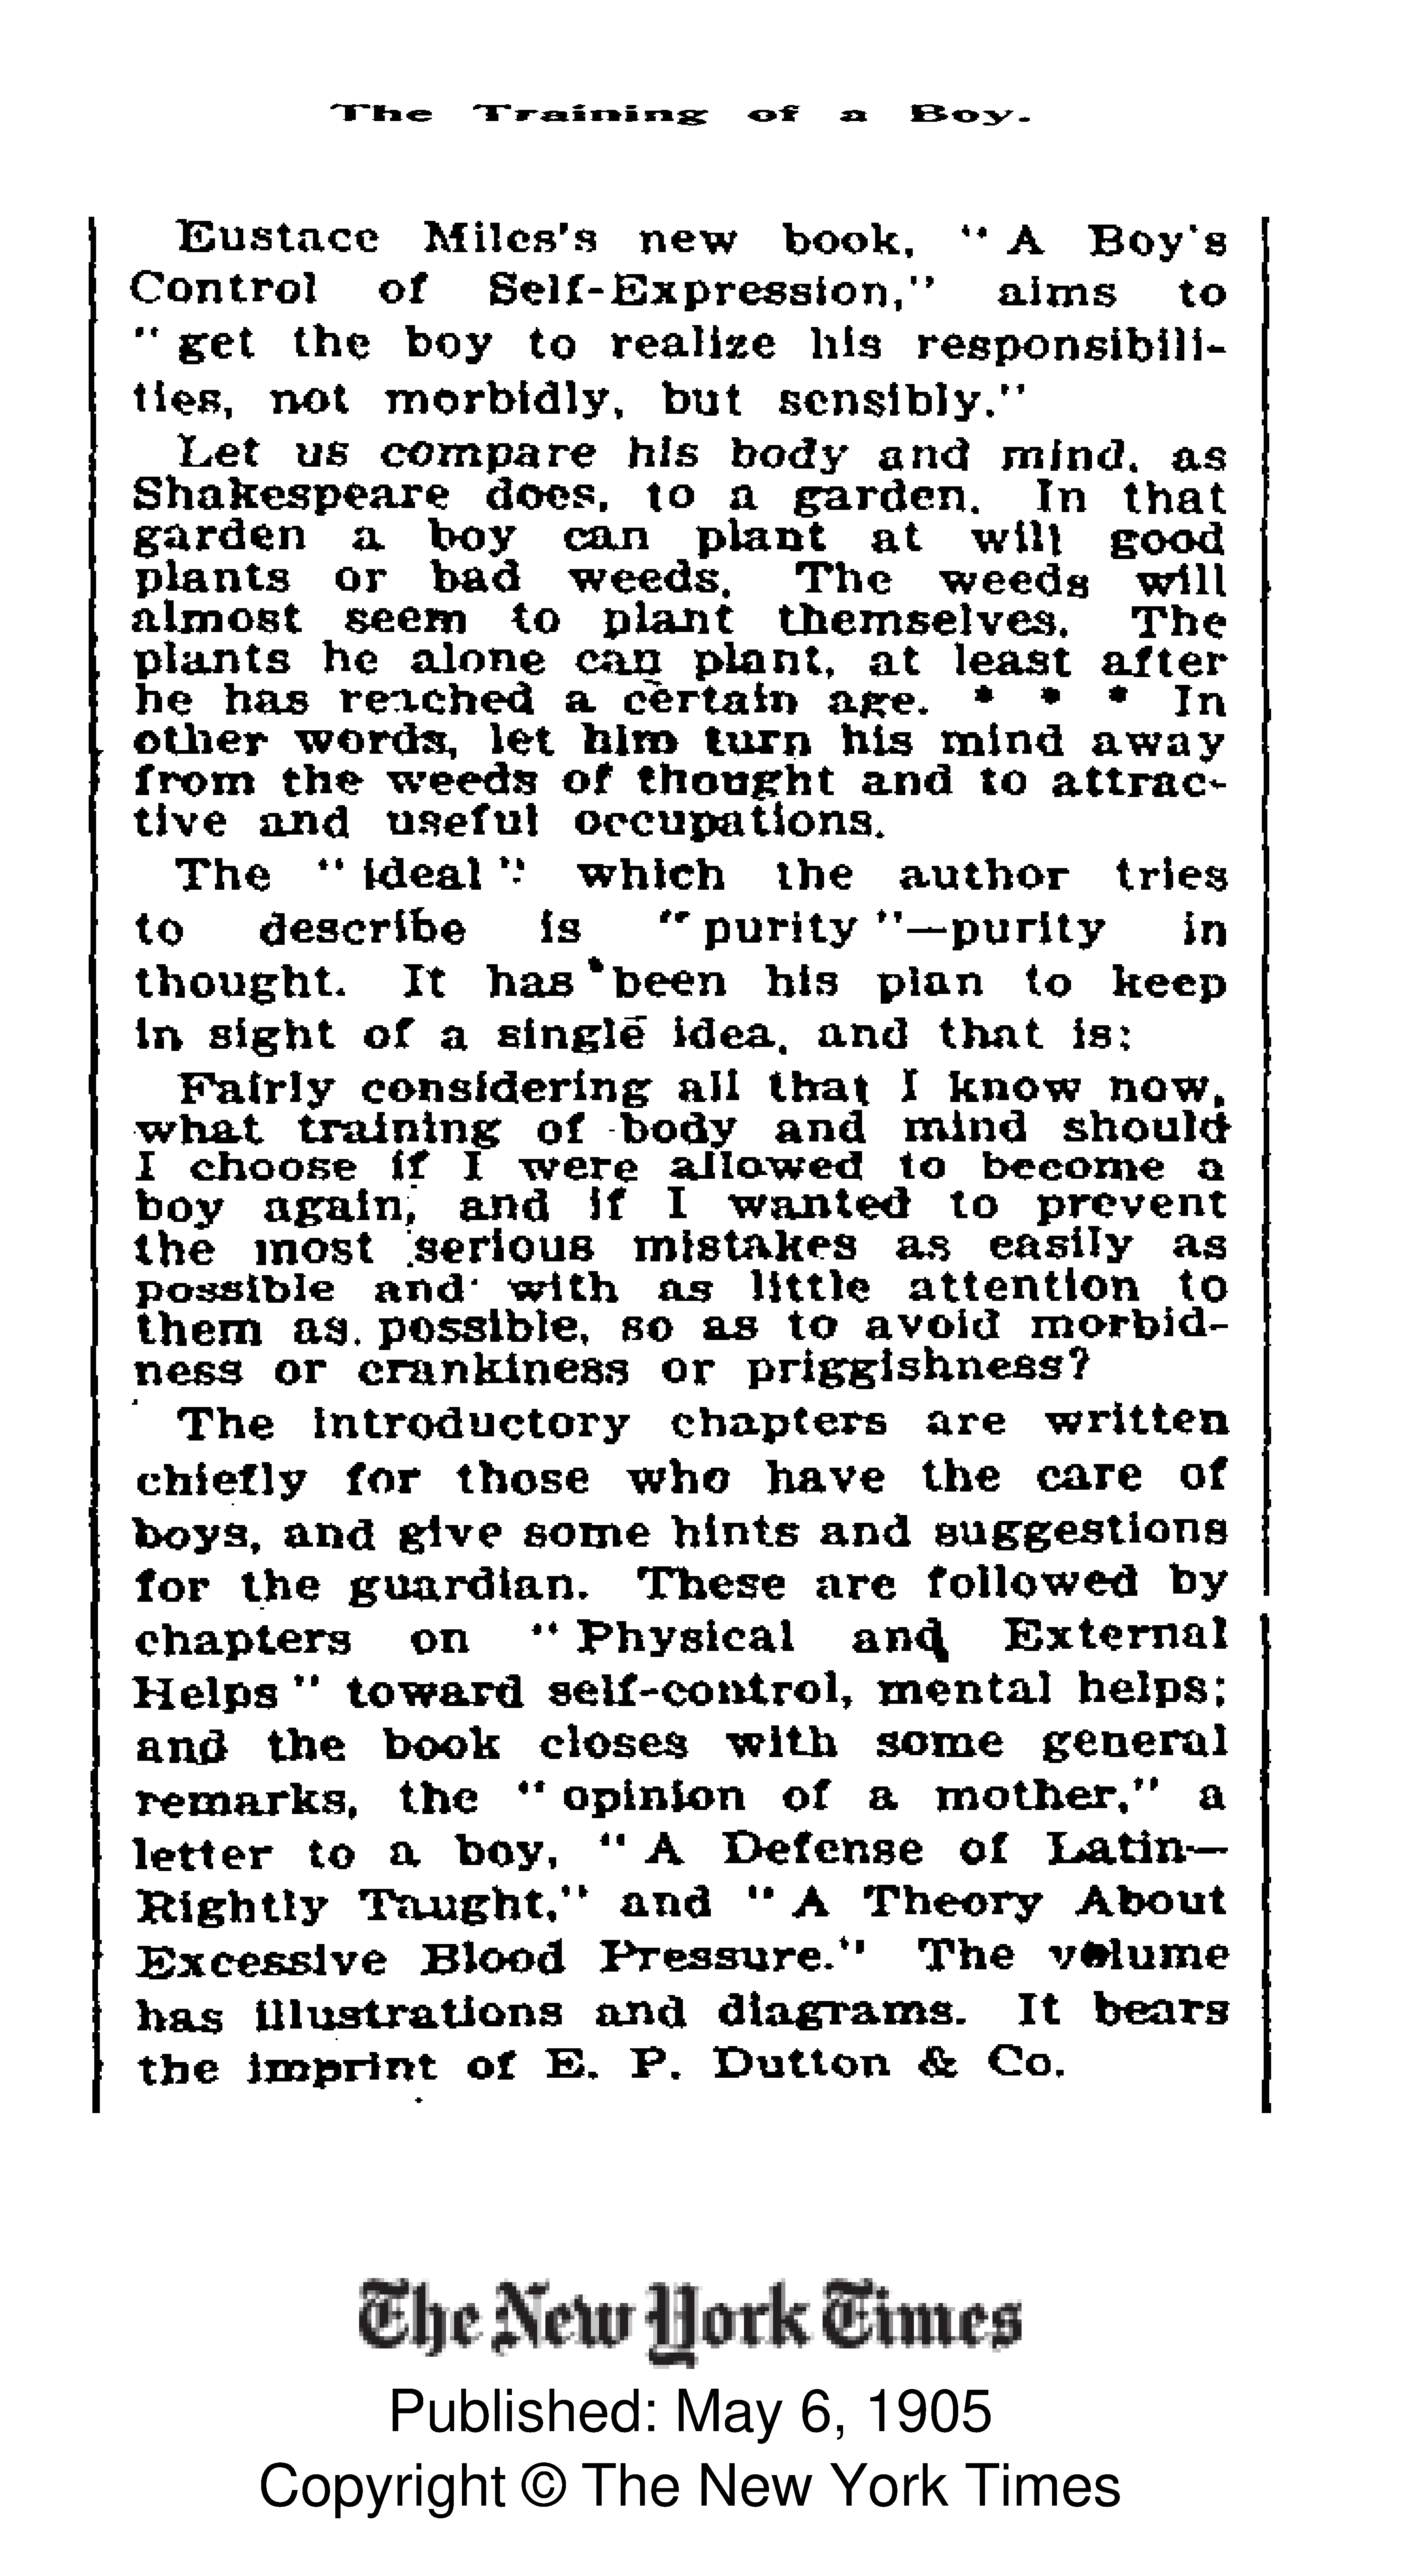 The Training of a Boy.
Eustace Miles's new book, "A Boy's
Control of Self-Expression," aims to
"get the boy to realize his responsibili-
ties, not morbidly, but sensibly."
Let us compare his body and mind, as
Shakespeare does, to a garden. In that
garden a boy can plant at will good
plants or bad weeds. The weeds will
almost seem to plant themselves. The
plants he alone can plant, at least after
he has reached a certain age. * * * In
other words, let him turn his mind away
from the weeds of thought and to attrac-
tive and useful occupations.
The "ideal" which the author tries
to describe is "purity"—purity in
thought. It has been his plan to keep
in sight of a single idea, and that is:
Fairly considering all that I know now,
what training of body and mind should
I choose if I were allowed to become a
boy again, and if I wanted to prevent
the most serious mistakes as easily as
possible and with as little attention to
them as possible, so as to avoid morbid-
ness or crankiness or priggishness?
The introductory chapters are written
chiefly for those who have the care of
boys, and give some hints and suggestions
for the guardian. These are followed by
chapters on "Physical and External
Helps" toward self-control, mental helps;
and the book closes with some general
remarks, the "opinion of a mother," a
letter to a boy, "A Defense of Latin—
Rightly Taught," and "A Theory About
Excessive Blood Pressure." The volume
has illustrations and diagrams. It bears
the imprint of E. P. Dutton & Co.
The New York Times
Published: May 6, 1905
Copyright © The New York Times